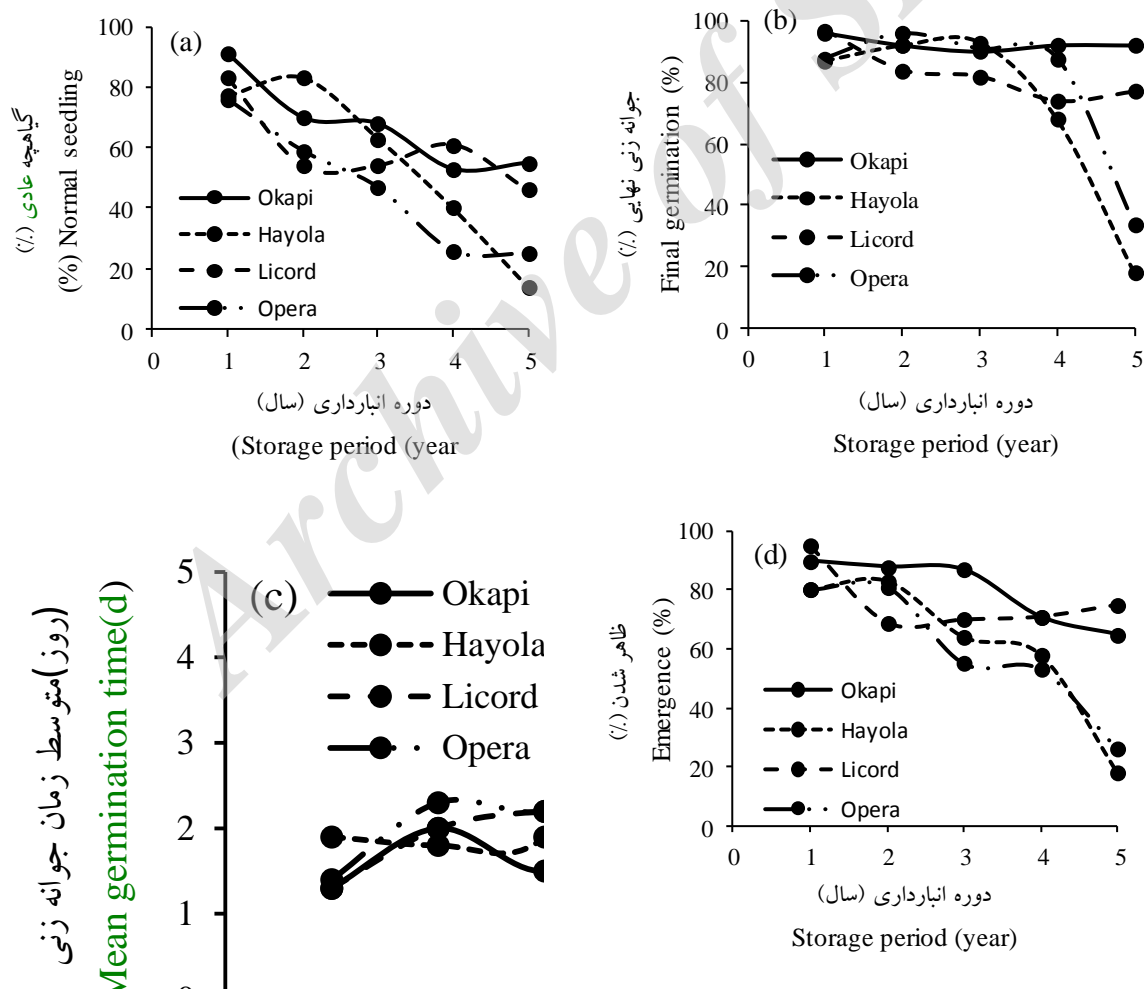 (a)
100
80
60
40
20
0
0 1 2 3 4 5
گیاهچه عادی (٪)
(%) Normal seedling
Okapi
Hayola
Licord
Opera
دوره انبارداری (سال)
(Storage period (year
(b)
100
80
60
40
20
0
0 1 2 3 4 5
جوانه زنی نهایی (٪)
Final germination (%)
Okapi
Hayola
Licord
Opera
دوره انبارداری (سال)
Storage period (year)
(c)
5
4
3
2
1
متوسط زمان جوانه زنی
(روز)
Mean germination time(d)
Okapi
Hayola
Licord
Opera
(d)
100
80
60
40
20
0
0 1 2 3 4 5
ظاهر شدن (٪)
Emergence (%)
Okapi
Hayola
Licord
Opera
دوره انبارداری (سال)
Storage period (year)
Archive of